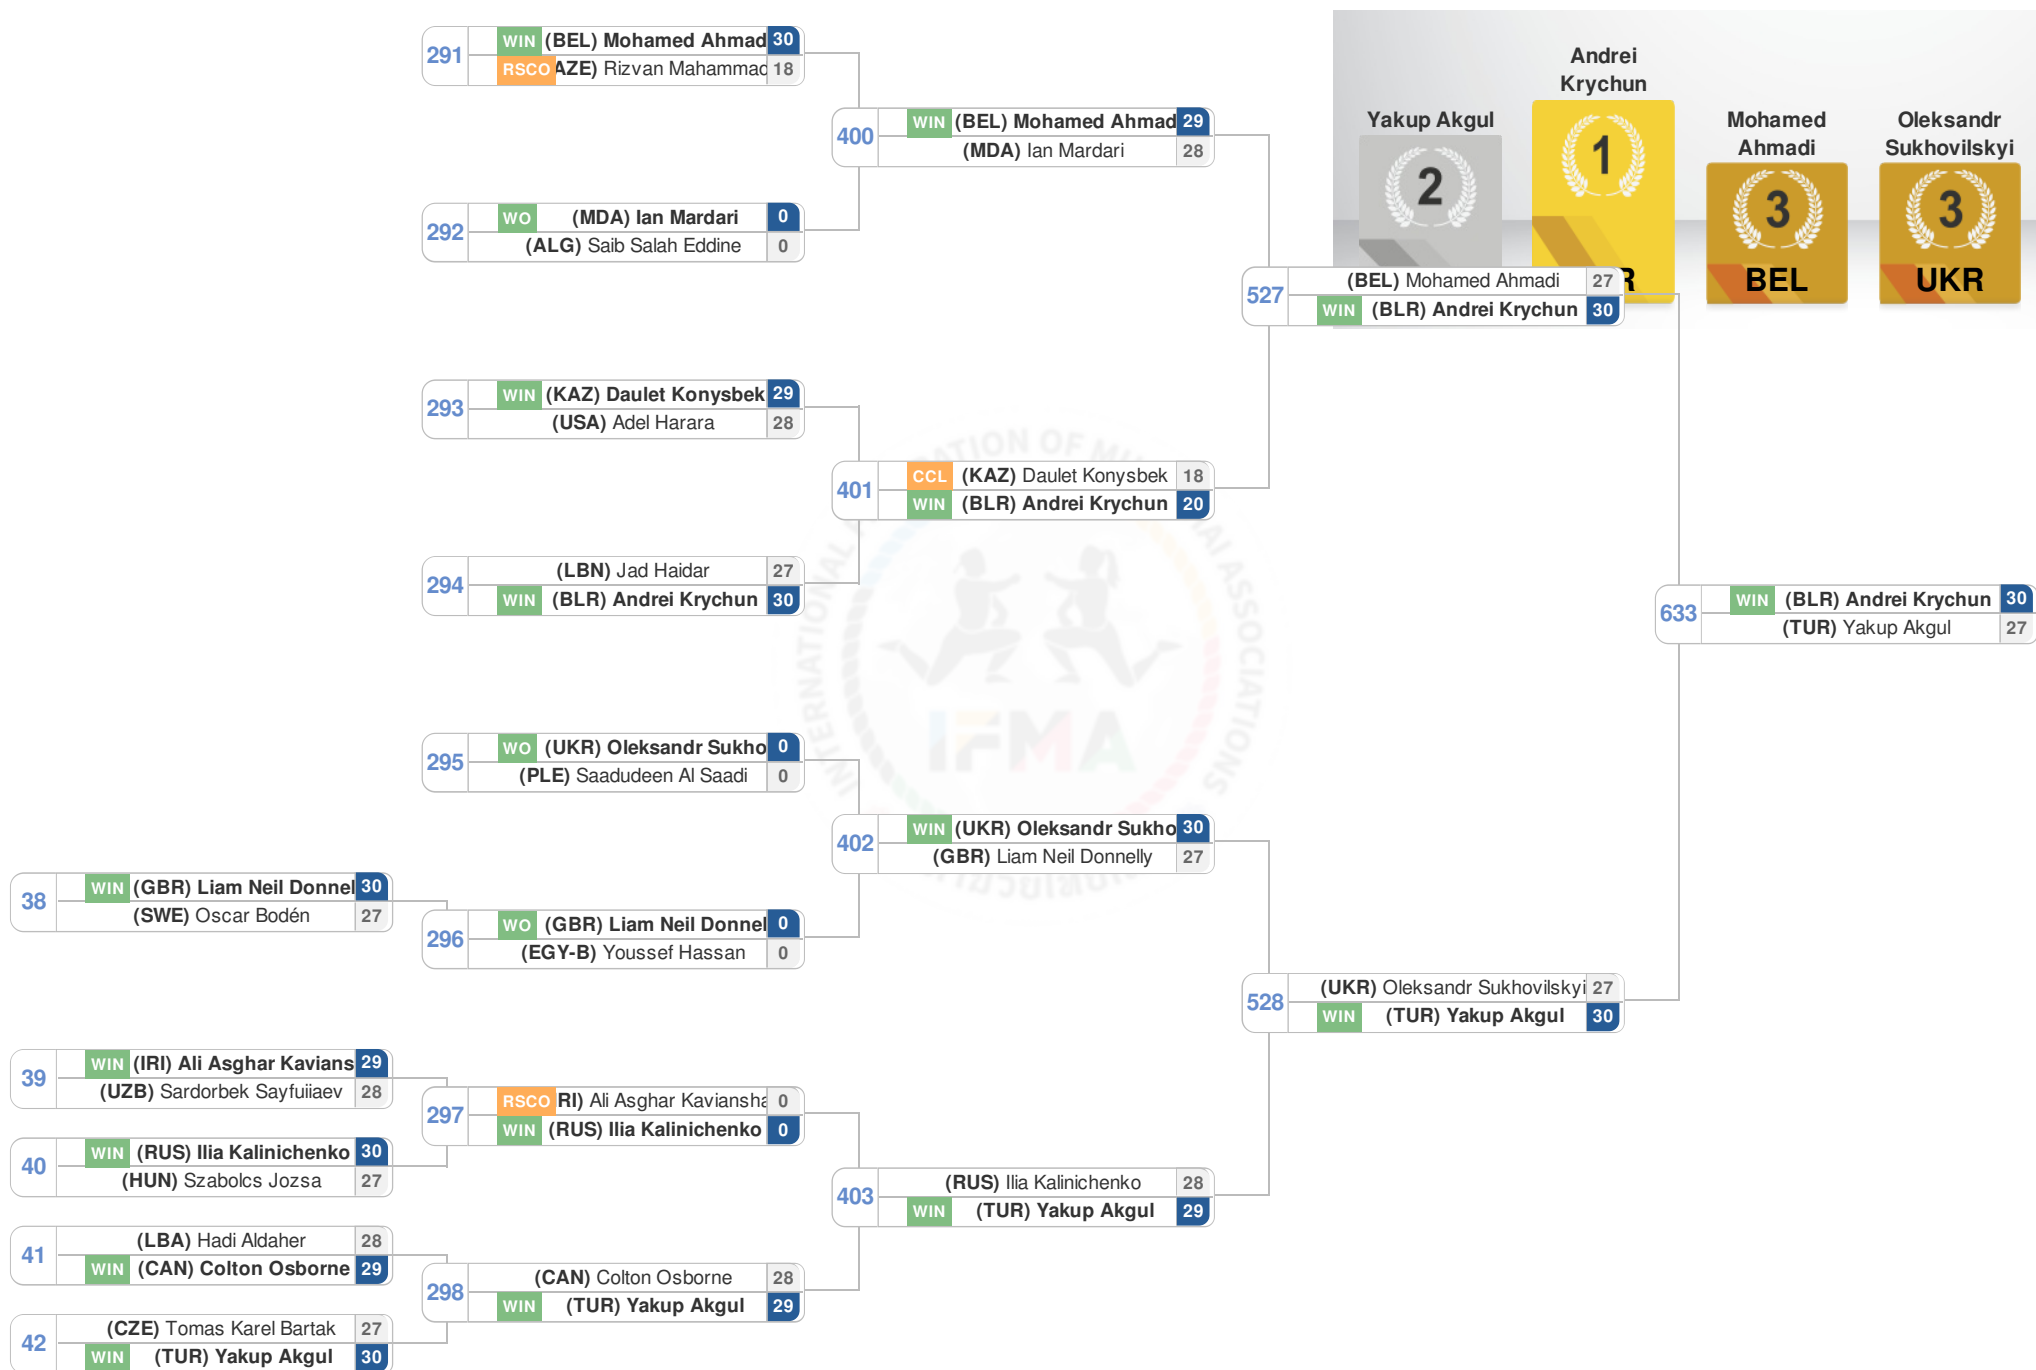 291
WIN (BEL) Mohamed Ahmad 30
RSCO AZE) Rizvan Mahammad 18
292
WO (MDA) Ian Mardari 0
(ALG) Saib Salah Eddine 0
293
WIN (KAZ) Daulet Konysbek 29
(USA) Adel Harara 28
294
(LBN) Jad Haidar 27
WIN (BLR) Andrei Krychun 30
295
WO (UKR) Oleksandr Sukho 0
(PLE) Saadudeen Al Saadi 0
38
WIN (GBR) Liam Neil Donnel 30
(SWE) Oscar Bodén 27
296
WO (GBR) Liam Neil Donnel 0
(EGY-B) Youssef Hassan 0
39
WIN (IRI) Ali Asghar Kavians 29
(UZB) Sardorbek Sayfuiiaev 28
40
WIN (RUS) Ilia Kalinichenko 30
(HUN) Szabolcs Jozsa 27
297
RSCO RI) Ali Asghar Kaviansha 0
WIN (RUS) Ilia Kalinichenko 0
41
(LBA) Hadi Aldaher 28
WIN (CAN) Colton Osborne 29
42
(CZE) Tomas Karel Bartak 27
WIN (TUR) Yakup Akgul 30
298
(CAN) Colton Osborne 28
WIN (TUR) Yakup Akgul 29
400
WIN (BEL) Mohamed Ahmad 29
(MDA) Ian Mardari 28
401
CCL (KAZ) Daulet Konysbek 18
WIN (BLR) Andrei Krychun 20
402
WIN (UKR) Oleksandr Sukho 30
(GBR) Liam Neil Donnelly 27
403
(RUS) Ilia Kalinichenko 28
WIN (TUR) Yakup Akgul 29
527
(BEL) Mohamed Ahmadi 27
WIN (BLR) Andrei Krychun 30
528
(UKR) Oleksandr Sukhovilskyi 27
WIN (TUR) Yakup Akgul 30
633
WIN (BLR) Andrei Krychun 30
(TUR) Yakup Akgul 27
Yakup Akgul
2
Andrei
Krychun
1
R
Mohamed
Ahmadi
3
BEL
Oleksandr
Sukhovilskyi
3
UKR
IFMA